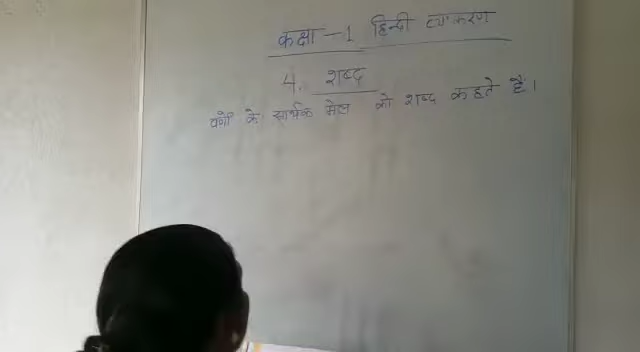 कक्षा - 1 हिन्दी व्याकरण
4. शब्द
वर्णों के सार्थक मेल को शब्द कहते हैं।